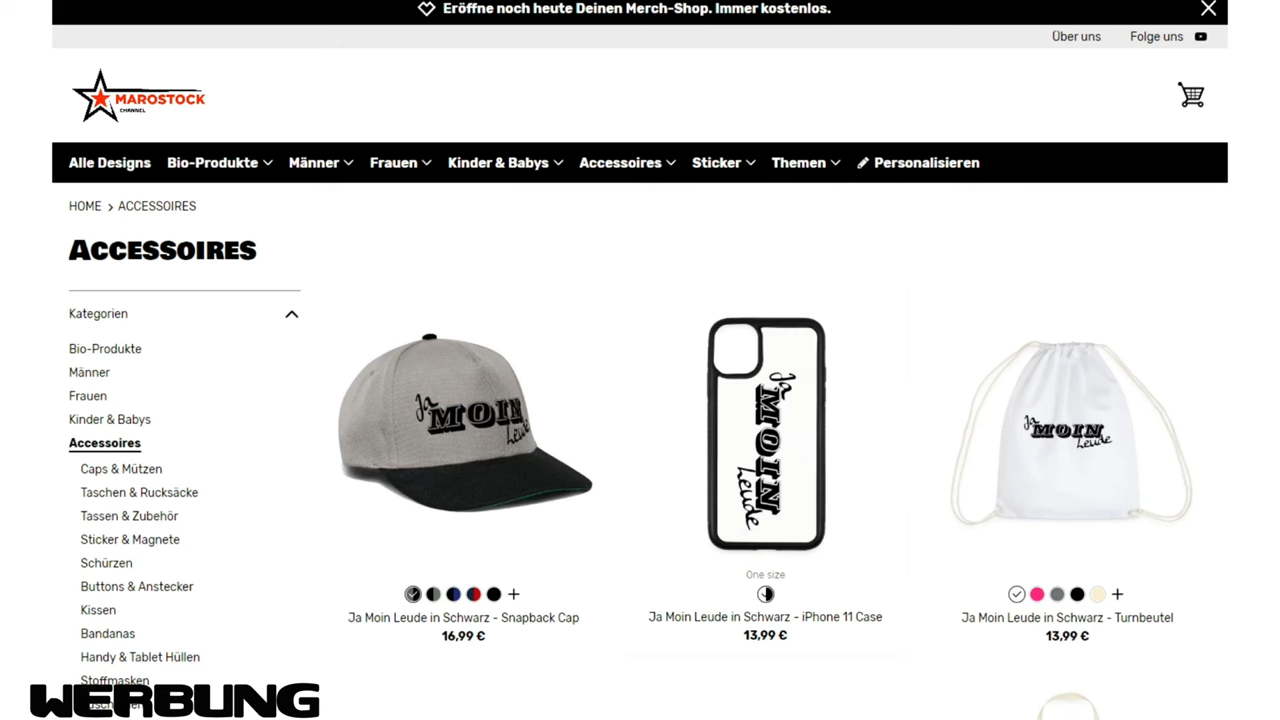 Eröffne noch heute Deinen Merch-Shop. Immer kostenlos.
Über uns Folge uns
MAROSTOCK
CHANNEL
Alle Designs Bio-Produkte Männer Frauen Kinder & Babys Accessoires Sticker Themen Personalisieren
HOME > ACCESSOIRES
ACCESSOIRES
Kategorien
Bio-Produkte
Männer
Frauen
Kinder & Babys
Accessoires
Caps & Mützen
Taschen & Rucksäcke
Tassen & Zubehör
Sticker & Magnete
Schürzen
Buttons & Anstecker
Kissen
Bandanas
Handy & Tablet Hüllen
Stoffmasken
WERBUNG
Ja
MOIN
Leude
+
Ja Moin Leude in Schwarz - Snapback Cap
16,99 €
Ja
MOIN
Leude
One size
Ja Moin Leude in Schwarz - iPhone 11 Case
13,99 €
Ja
MOIN
Leude
+
Ja Moin Leude in Schwarz - Turnbeutel
13,99 €